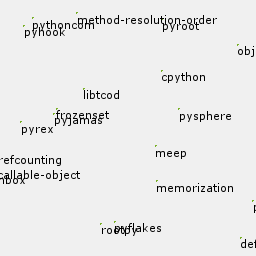 method-resolution-order
pythoncom
pyroot
pyhook
obj
cpython
libtcod
frozenset
pysphere
pyjamas
pyrex
meep
refcounting
callable-object
nbox
memorization
pyflakes
def